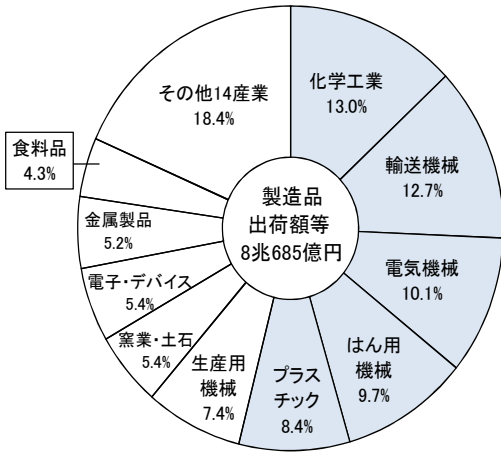 製造品
出荷額等
8兆685億円
化学工業
13.0%
輸送機械
12.7%
電気機械
10.1%
はん用
機械
9.7%
プラス
チック
8.4%
生産用
機械
7.4%
窯業・土石
5.4%
電子・デバイス
5.4%
金属製品
5.2%
食料品
4.3%
その他14産業
18.4%